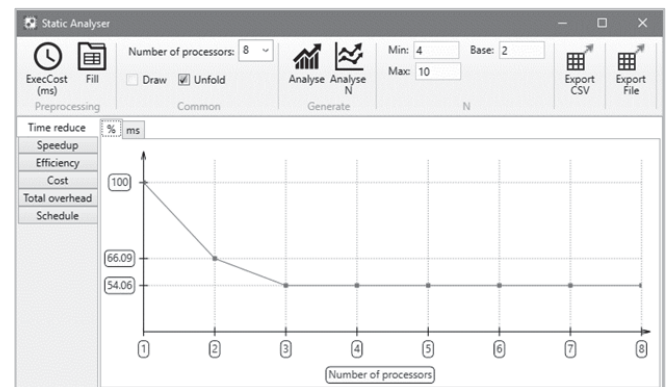 Static Analyser
ExecCost (ms)
Fill
Preprocessing
Number of processors: 8
Draw Unfold
Common
Analyse
Analyse N
Generate
Min: 4 Base: 2
Max: 10
N
Export CSV
Export File
Time reduce
Speedup
Efficiency
Cost
Total overhead
Schedule
% ms
100
66.09
54.06
1 2 3 4 5 6 7 8
Number of processors